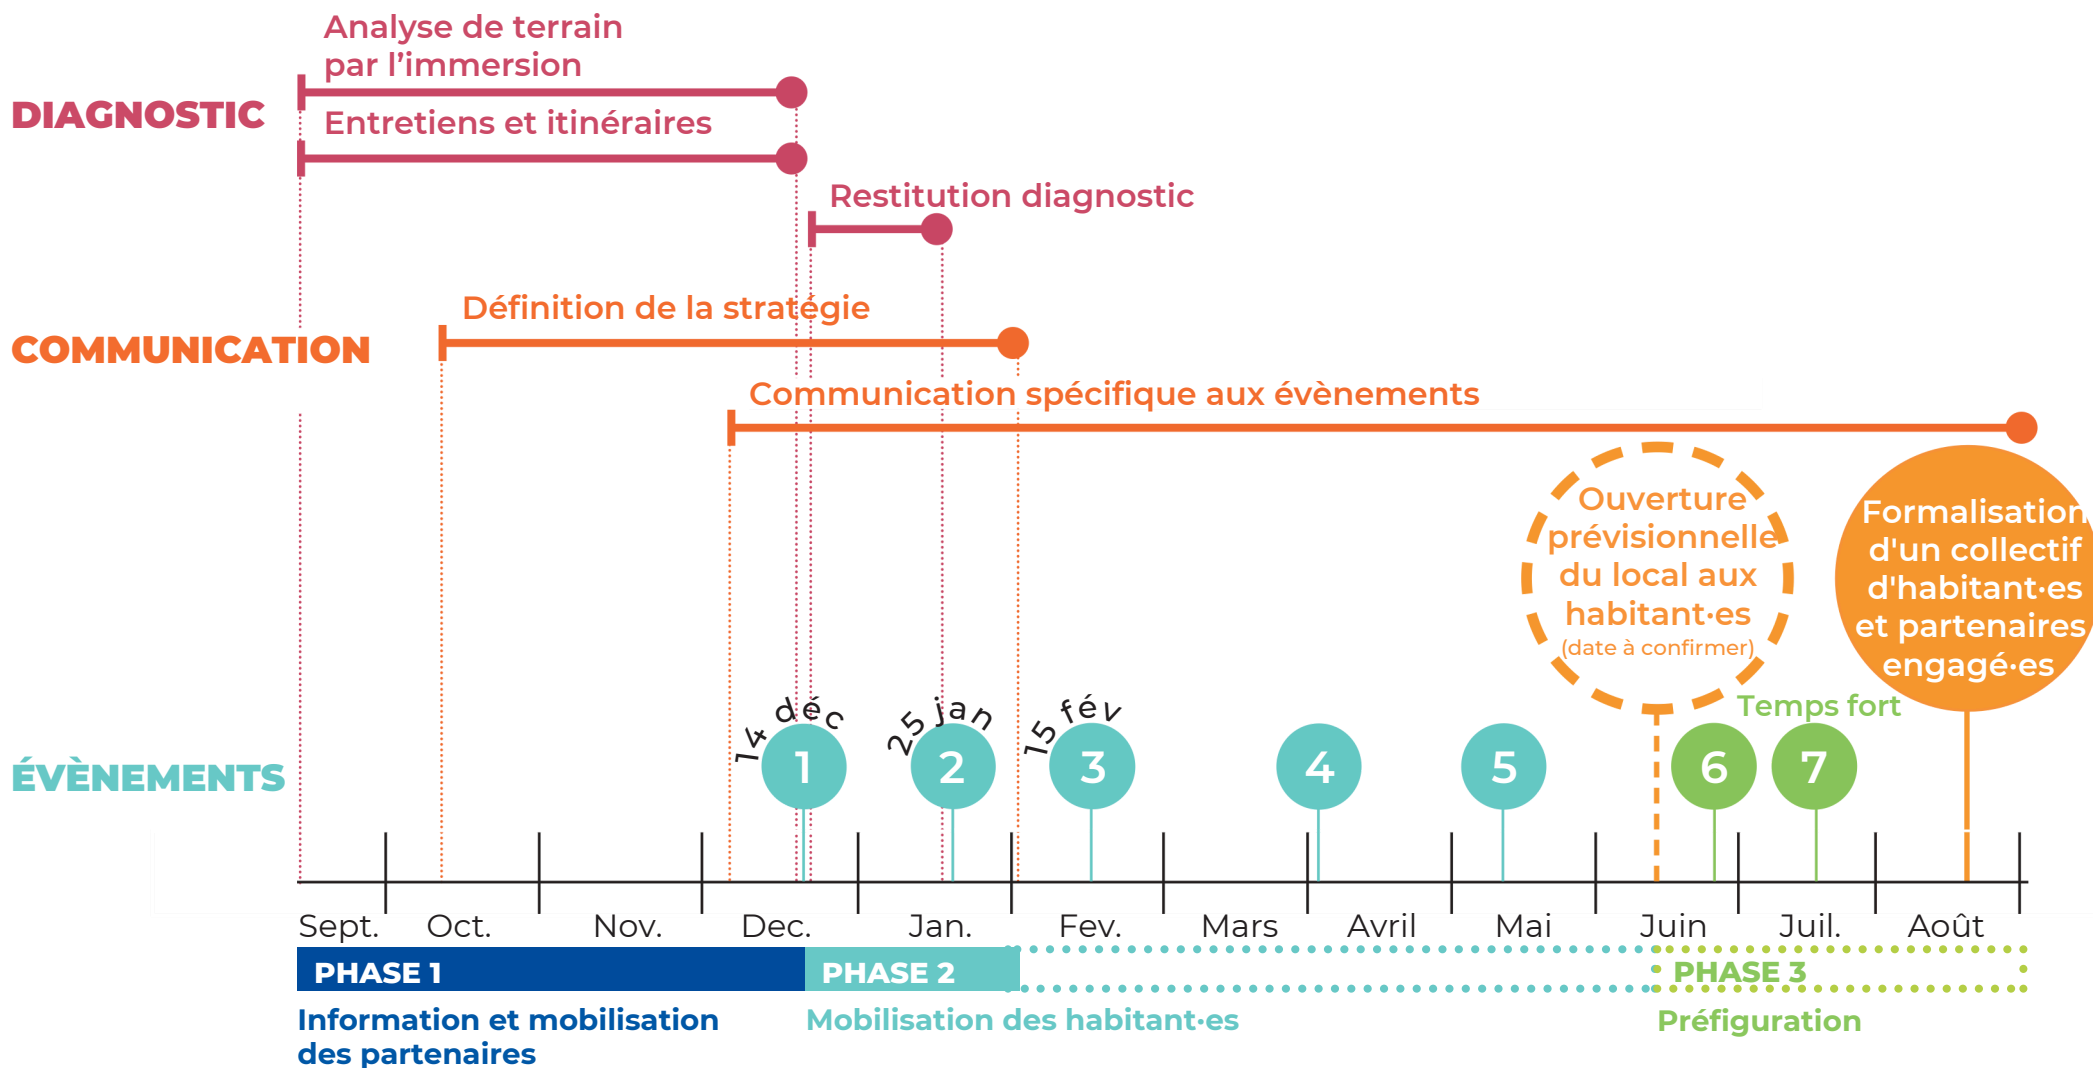 Analyse de terrain
par l’immersion
DIAGNOSTIC
Entretiens et itinéraires
Restitution diagnostic
Définition de la stratégie
COMMUNICATION
Communication spécifique aux évènements
Ouverture
prévisionnelle
du local aux
habitant·es
(date à confirmer)
Formalisation
d'un collectif
d'habitant·es
et partenaires
engagé·es
Temps fort
14 déc
25 jan
15 fév
ÉVÈNEMENTS
1
2
3
4
5
6
7
Sept.
Oct.
Nov.
Dec.
Jan.
Fev.
Mars
Avril
Mai
Juin
Juil.
Août
PHASE 1
PHASE 2
PHASE 3
Information et mobilisation
des partenaires
Mobilisation des habitant·es
Préfiguration